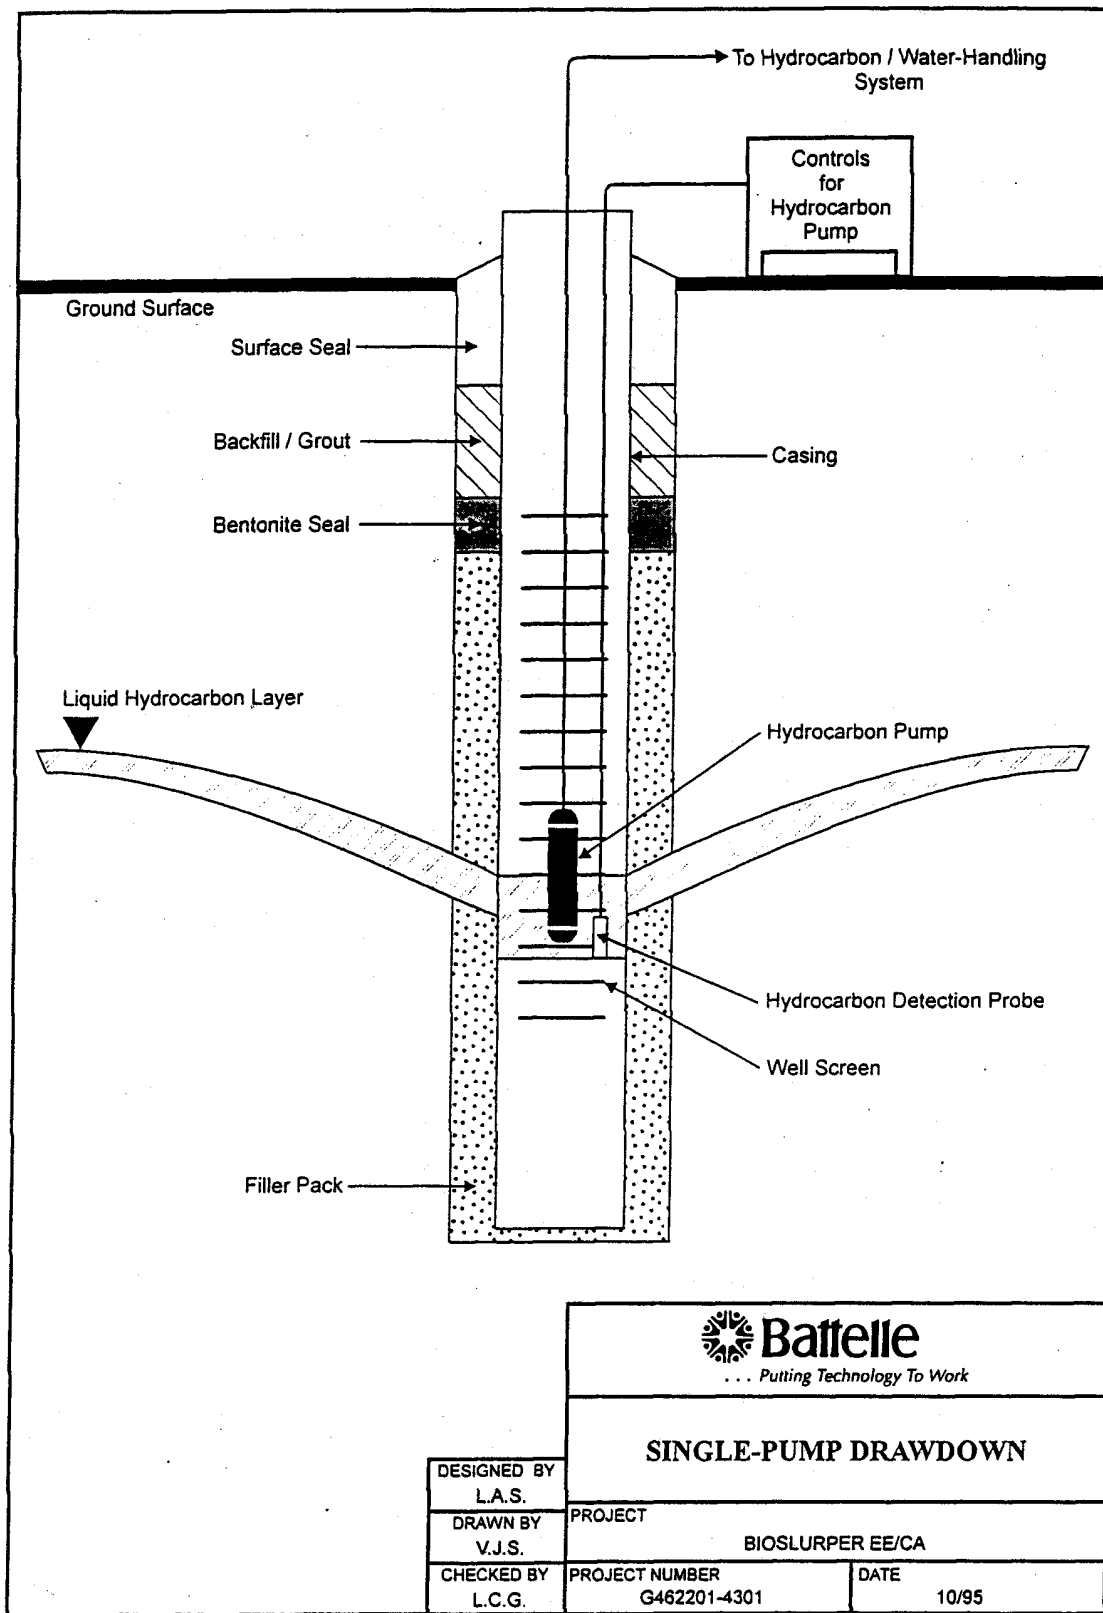 To Hydrocarbon / Water-Handling
System
Controls
for
Hydrocarbon
Pump
Ground Surface
Surface Seal
Backfill / Grout
Casing
Bentonite Seal
Liquid Hydrocarbon Layer
Hydrocarbon Pump
Hydrocarbon Detection Probe
Well Screen
Filler Pack
Battelle
. . . Putting Technology To Work
SINGLE-PUMP DRAWDOWN
DESIGNED BY
L.A.S.
DRAWN BY
V.J.S.
PROJECT
BIOSLURPER EE/CA
CHECKED BY
L.C.G.
PROJECT NUMBER
G462201-4301
DATE
10/95